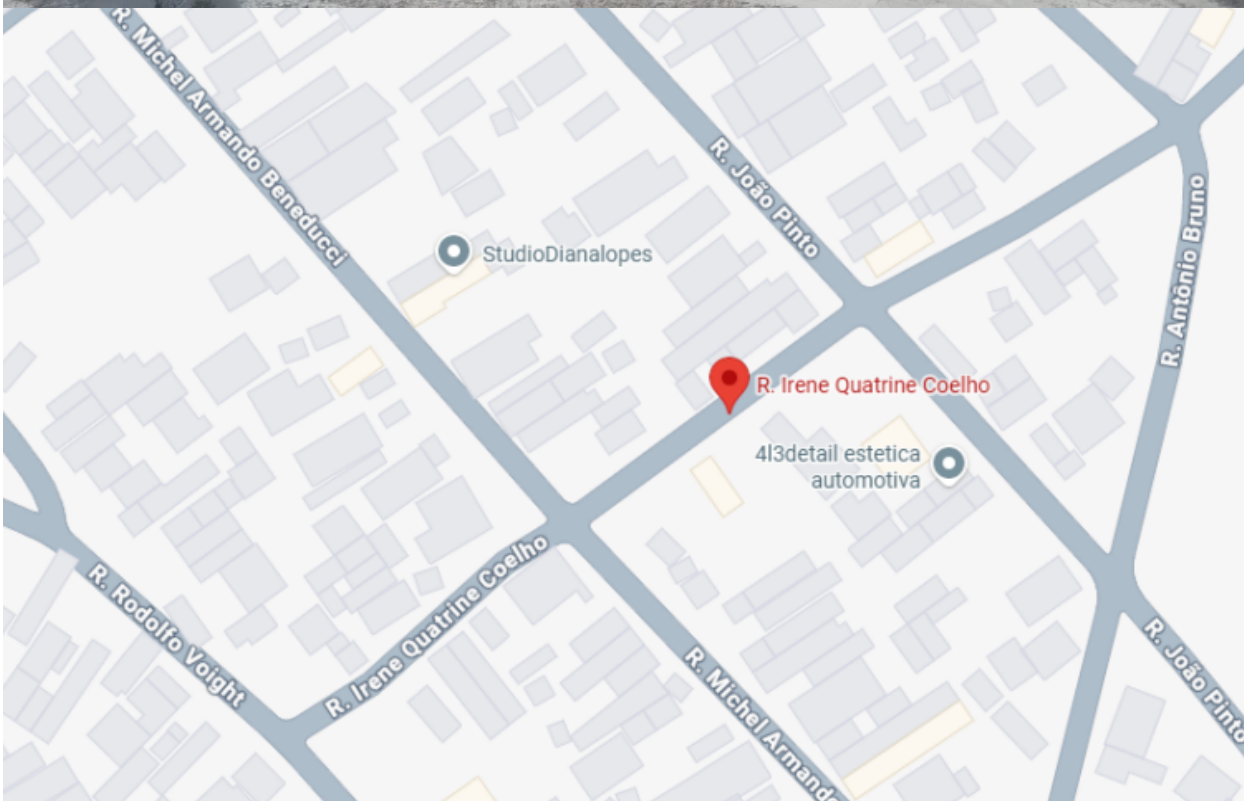 R. Michel Armando Beneducci
R. João Pinto
R. Antônio Bruno
StudioDianalopes
R. Irene Quatrine Coelho
4l3detail estetica
automotiva
R. Irene Quatrine Coelho
R. Rodolfo Voight
R. Michel Armando
R. João Pinto